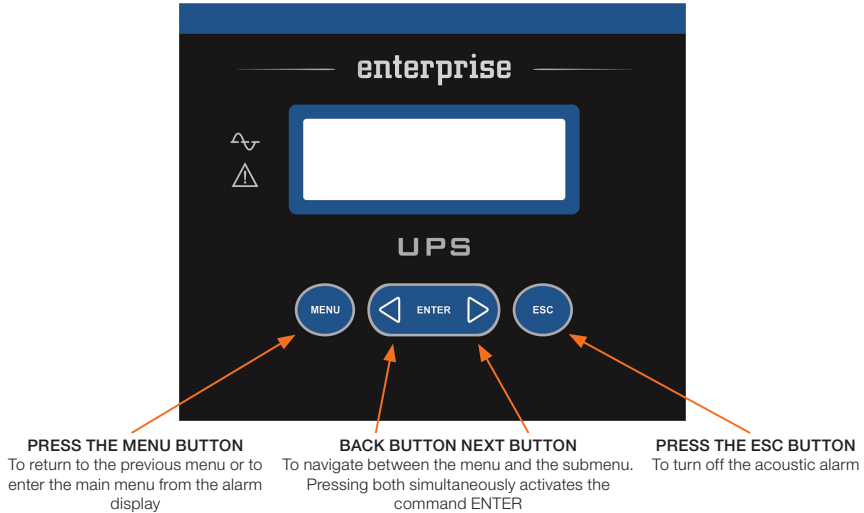 enterprise
UPS
MENU
ENTER
ESC
PRESS THE MENU BUTTON
To return to the previous menu or to
enter the main menu from the alarm
display
BACK BUTTON NEXT BUTTON
To navigate between the menu and the submenu.
Pressing both simultaneously activates the
command ENTER
PRESS THE ESC BUTTON
To turn off the acoustic alarm